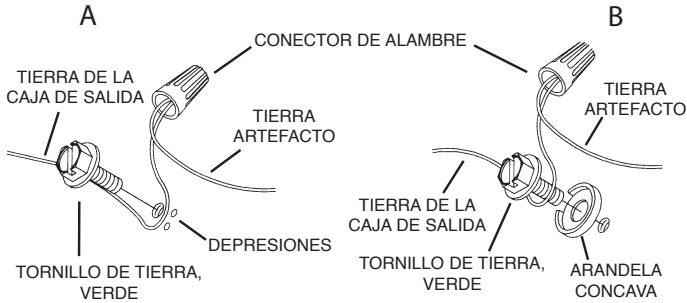 A
B
CONECTOR DE ALAMBRE
TIERRA DE LA
CAJA DE SALIDA
TIERRA
ARTEFACTO
DEPRESIONES
TORNILLO DE TIERRA,
VERDE
TIERRA
ARTEFACTO
TIERRA DE LA
CAJA DE SALIDA
TORNILLO DE TIERRA,
VERDE
ARANDELA
CONCAVA